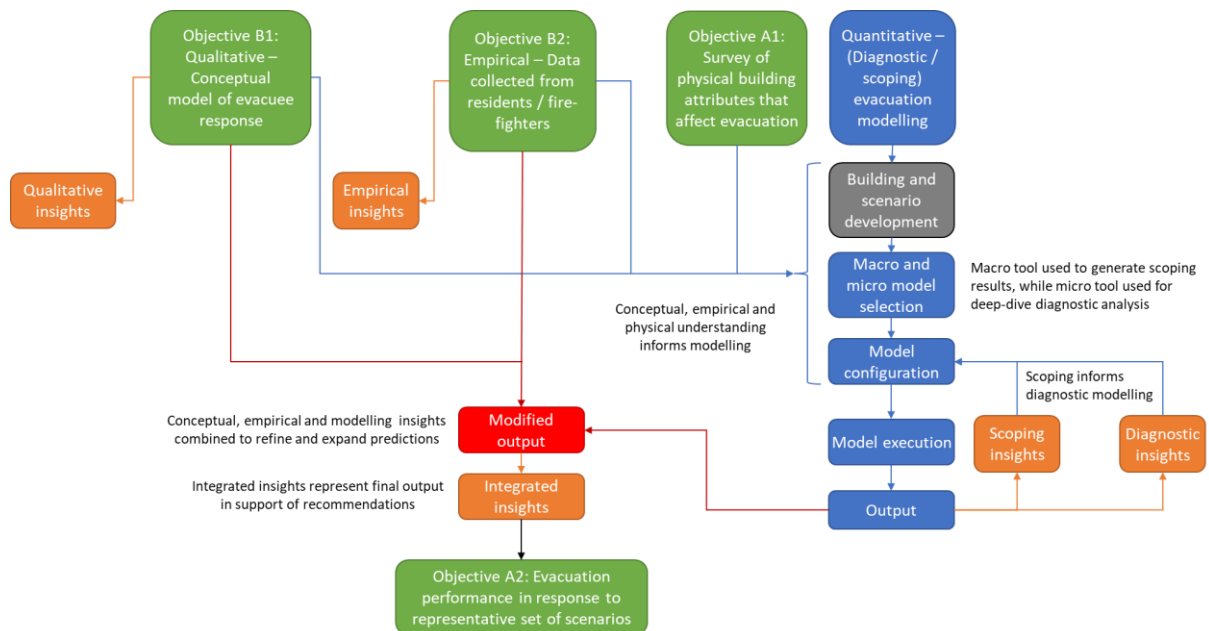 Objective B1:
Qualitative –
Conceptual
model of evacuee
response
Objective B2:
Empirical – Data
collected from
residents / fire-
fighters
Objective A1:
Survey of
physical building
attributes that
affect evacuation
Quantitative –
(Diagnostic /
scoping)
evacuation
modelling
Qualitative
insights
Empirical
insights
Building and
scenario
development
Macro and
micro model
selection
Macro tool used to generate scoping
results, while micro tool used for
deep-dive diagnostic analysis
Conceptual, empirical and
physical understanding
informs modelling
Model
configuration
Scoping informs
diagnostic modelling
Conceptual, empirical and modelling insights
combined to refine and expand predictions
Modified
output
Model execution
Scoping
insights
Diagnostic
insights
Integrated insights represent final output
in support of recommendations
Integrated
insights
Output
Objective A2: Evacuation
performance in response to
representative set of scenarios